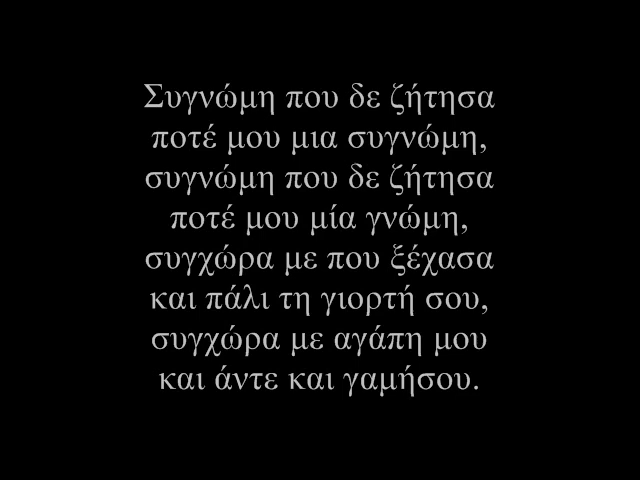 Συγνώμη που δε ζήτησα
ποτέ μου μια συγνώμη,
συγνώμη που δε ζήτησα
ποτέ μου μία γνώμη,
συγχώρα με που ξέχασα
και πάλι τη γιορτή σου,
συγχώρα με αγάπη μου
και άντε και γαμήσου.